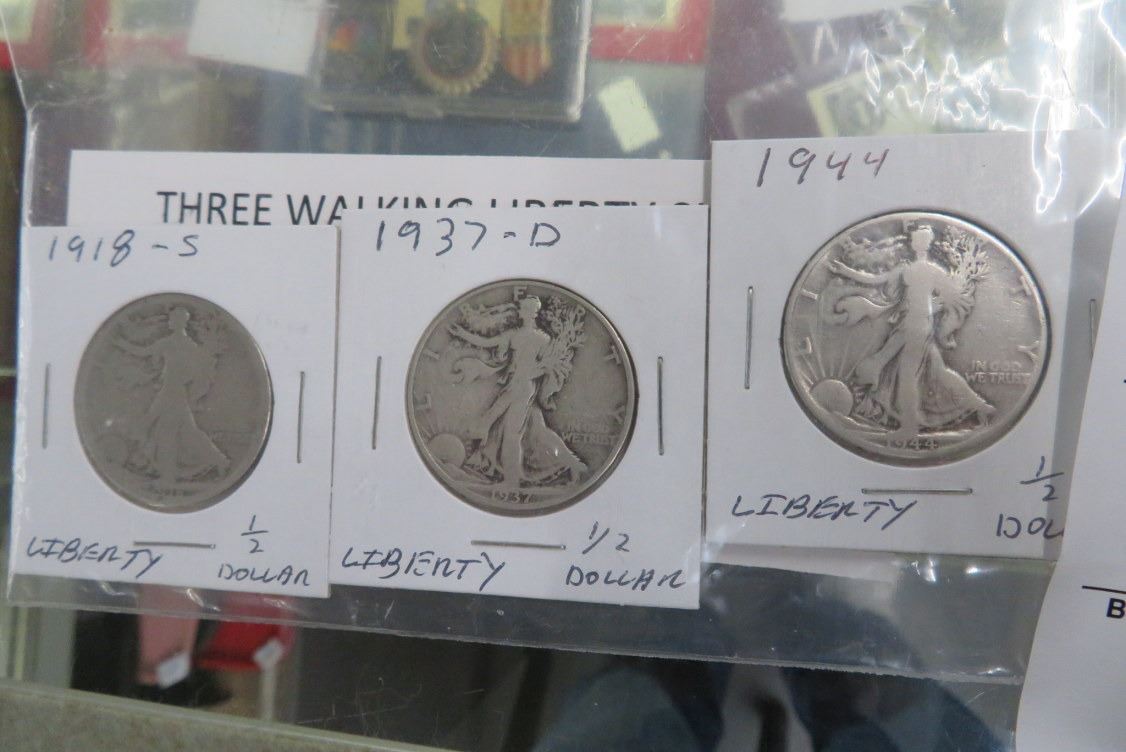 THREE WALKING LIBERTY
1918-S
LIBERTY
1/2
DOLLAR
1937-D
LIBERTY
IN GOD
WE TRUST
1937
LIBERTY
1/2
DOLLAR
1944
LIBERTY
IN GOD
WE TRUST
1944
LIBERTY
1/2
DOL
B